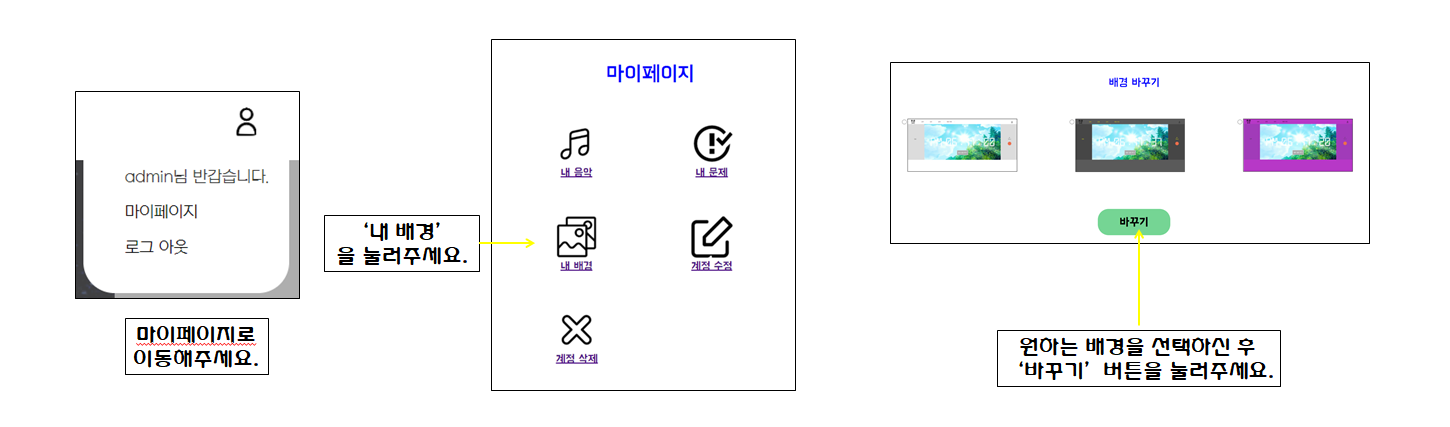 admin님 반갑습니다.
마이페이지
로그 아웃
마이페이지로
이동해주세요.
‘내 배경’
을 눌러주세요.
마이페이지
내 음악
내 문제
내 배경
계정 수정
계정 삭제
배경 바꾸기
바꾸기
원하는 배경을 선택하신 후
‘바꾸기’ 버튼을 눌러주세요.